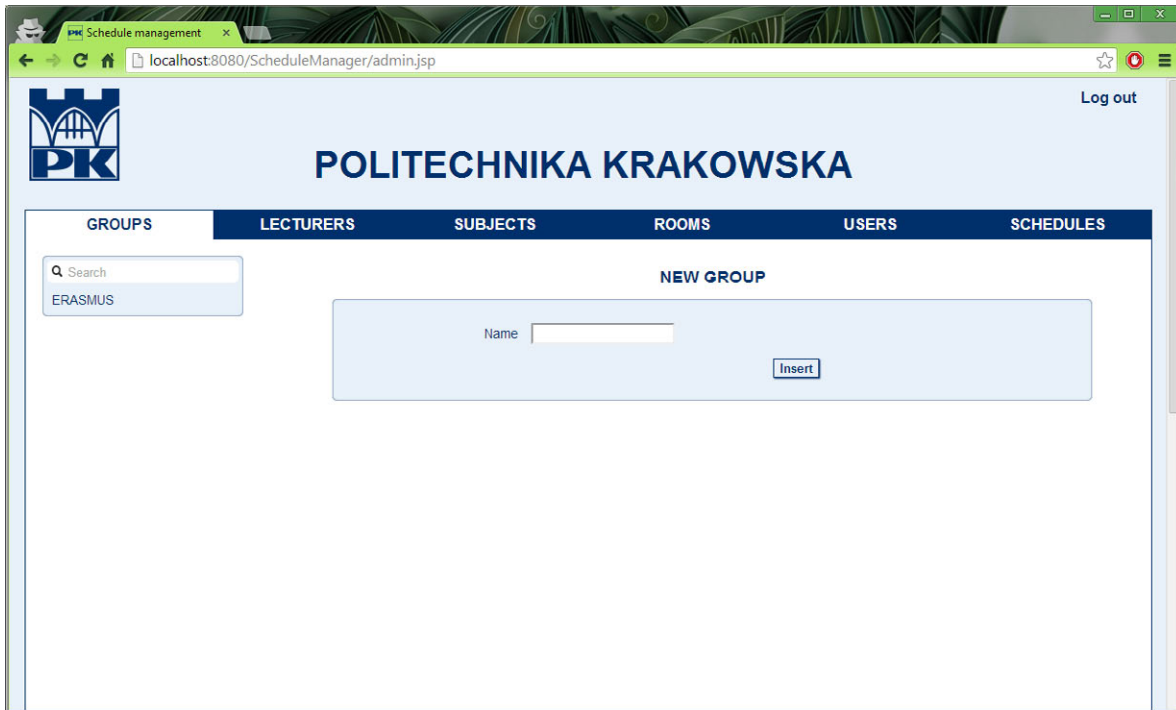 Schedule management
localhost:8080/ScheduleManager/admin.jsp
Log out
PK
POLITECHNIKA KRAKOWSKA
GROUPS LECTURERS SUBJECTS ROOMS USERS SCHEDULES
Search
ERASMUS
NEW GROUP
Name
Insert